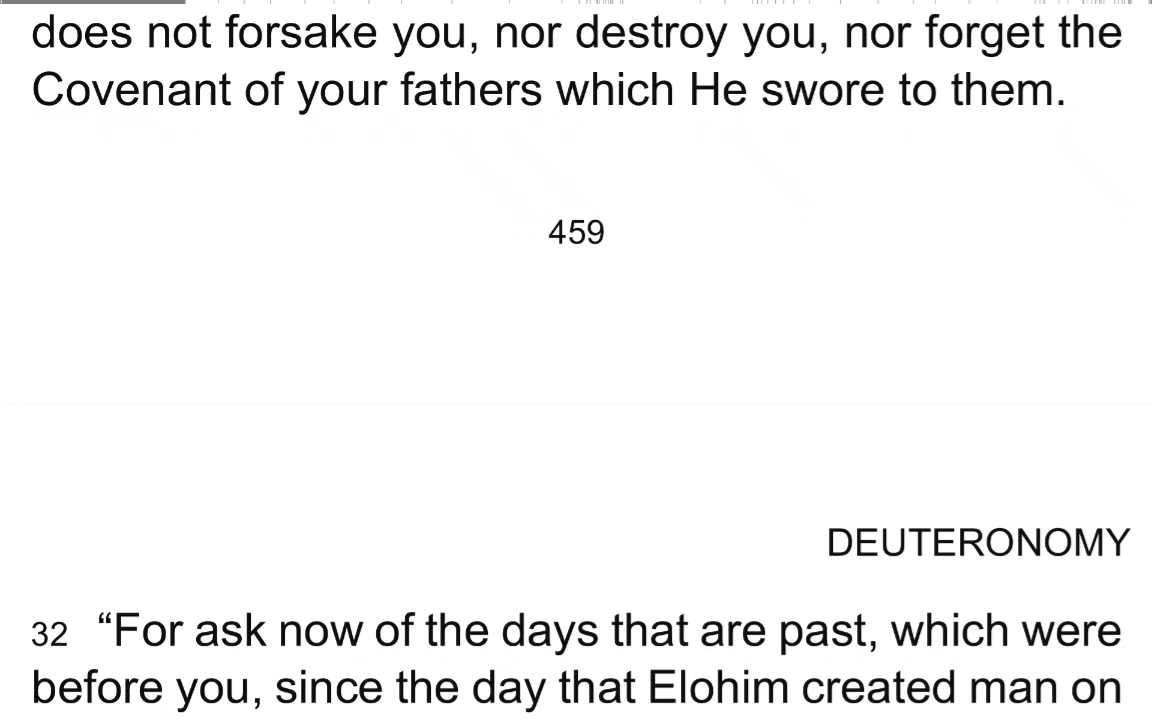 does not forsake you, nor destroy you, nor forget the
Covenant of your fathers which He swore to them.
459
DEUTERONOMY
32 “For ask now of the days that are past, which were
before you, since the day that Elohim created man on